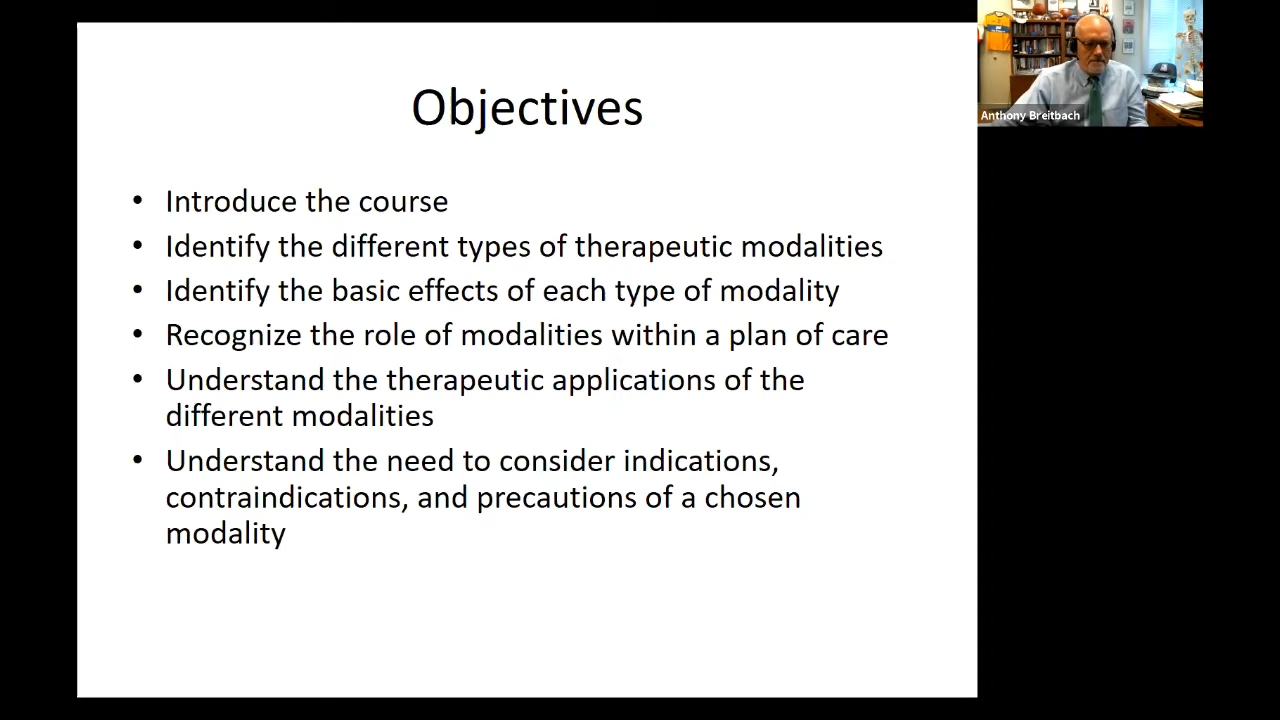 Objectives
• Introduce the course
• Identify the different types of therapeutic modalities
• Identify the basic effects of each type of modality
• Recognize the role of modalities within a plan of care
• Understand the therapeutic applications of the
different modalities
• Understand the need to consider indications,
contraindications, and precautions of a chosen
modality
Anthony Breitbach